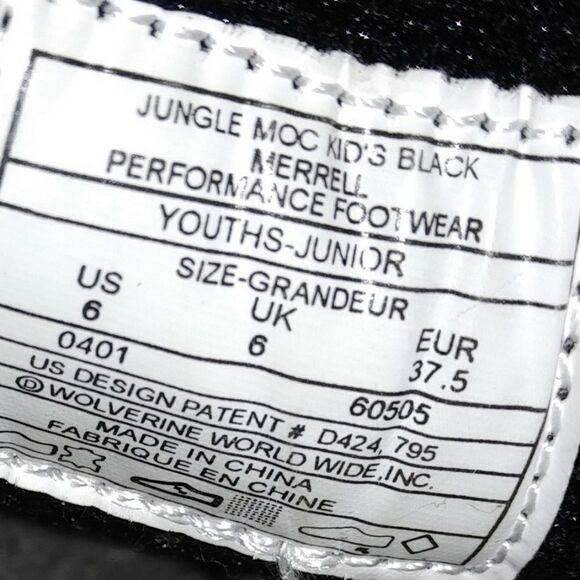 JUNGLE MOC KID'S BLACK
MERRELL
PERFORMANCE FOOTWEAR
YOUTHS-JUNIOR
SIZE-GRANDEUR
US UK EUR
6 6 37.5
0401 60505
US DESIGN PATENT # D424,795
Ⓓ WOLVERINE WORLD WIDE,INC.
MADE IN CHINA
FABRIQUE EN CHINE